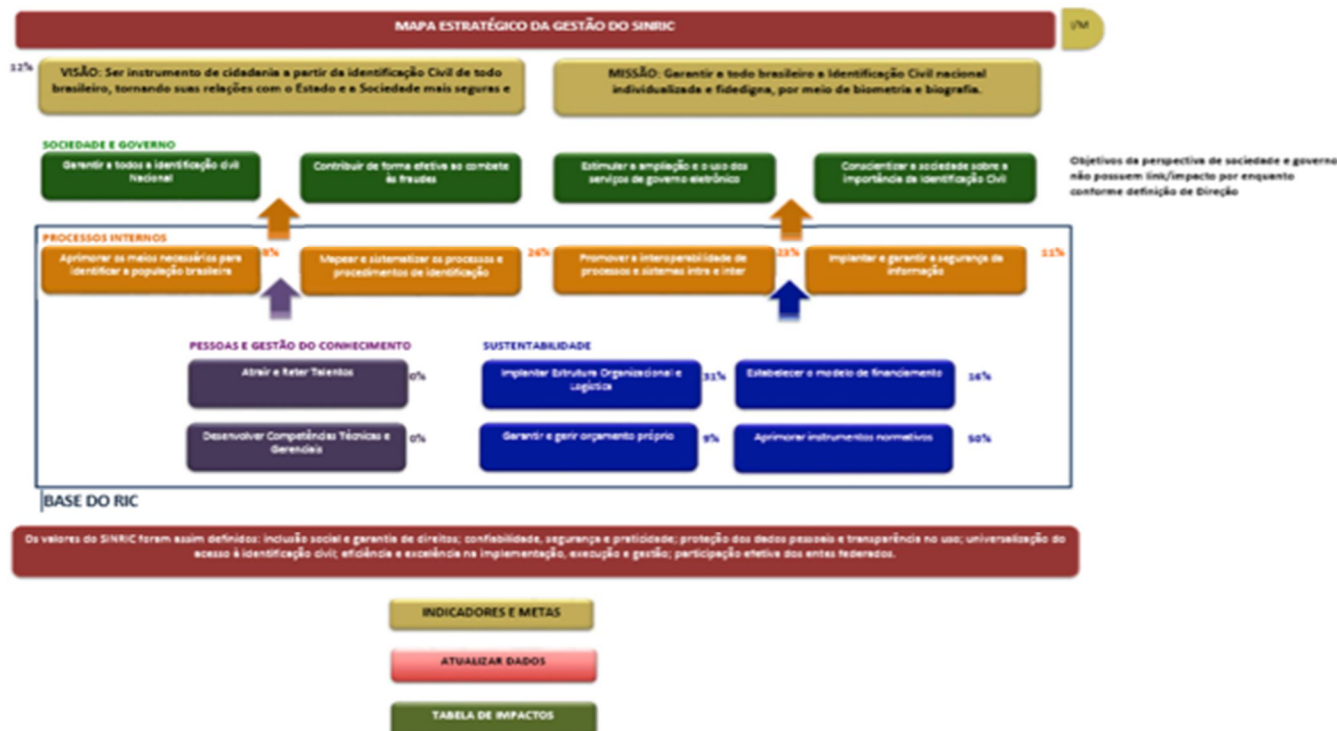 MAPA ESTRATÉGICO DA GESTÃO DO SINRIC
I/M
12%
VISÃO: Ser instrumento de cidadania a partir da identificação Civil de todo
brasileiro, tornando suas relações com o Estado e a Sociedade mais seguras e
MISSÃO: Garantir a todo brasileiro a Identificação Civil nacional
individualizada e fidedigna, por meio de biometria e biografia.
SOCIEDADE E GOVERNO
Garantir a todos a identificação civil
Nacional
Contribuir de forma efetiva ao combate
às fraudes
Estimular a ampliação e o uso dos
serviços de governo eletrônico
Conscientizar a sociedade sobre a
importância da Identificação Civil
Objetivos da perspectiva de sociedade e governo
não possuem link/impacto por enquanto
conforme definição de Direção
PROCESSOS INTERNOS
Aprimorar os meios necessários para
identificar a população brasileira
8%
Mapear e sistematizar os processos e
procedimentos de identificação
26%
Promover a interoperabilidade de
processos e sistemas intra e inter
23%
Implantar e garantir a segurança da
informação
11%
PESSOAS E GESTÃO DO CONHECIMENTO
Atrair e Reter Talentos
0%
Desenvolver Competências Técnicas e
Gerenciais
0%
SUSTENTABILIDADE
Implantar Estrutura Organizacional e
Logística
31%
Estabelecer o modelo de financiamento
16%
Garantir e gerir orçamento próprio
9%
Aprimorar instrumentos normativos
50%
BASE DO RIC
Os valores do SINRIC foram assim definidos: inclusão social e garantia de direitos; confiabilidade, segurança e praticidade; proteção dos dados pessoais e transparência no uso; universalização do
acesso à identificação civil; eficiência e excelência na implementação, execução e gestão; participação efetiva dos entes federados.
INDICADORES E METAS
ATUALIZAR DADOS
TABELA DE IMPACTOS